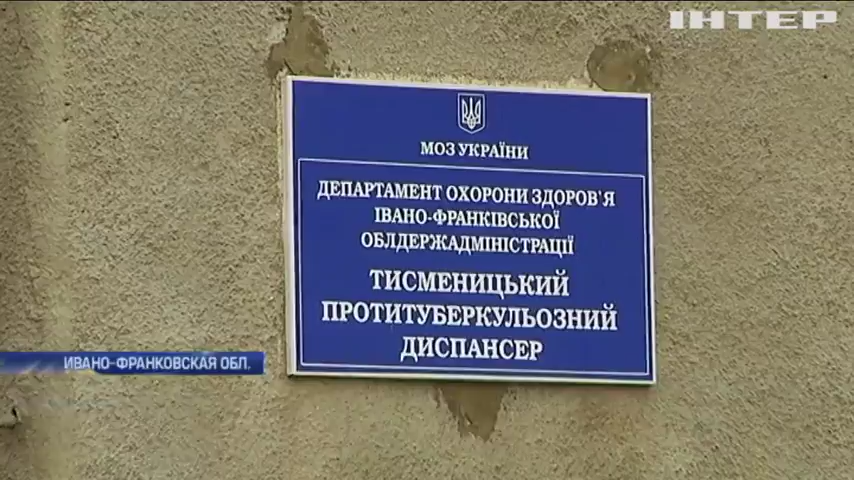 ІНТЕР
МОЗ УКРАЇНИ
ДЕПАРТАМЕНТ ОХОРОНИ ЗДОРОВ'Я
ІВАНО-ФРАНКІВСЬКОЇ
ОБЛДЕРЖАДМІНІСТРАЦІЇ
ТИСМЕНИЦЬКИЙ
ПРОТИТУБЕРКУЛЬОЗНИЙ
ДИСПАНСЕР
ИВАНО-ФРАНКОВСКАЯ ОБЛ.